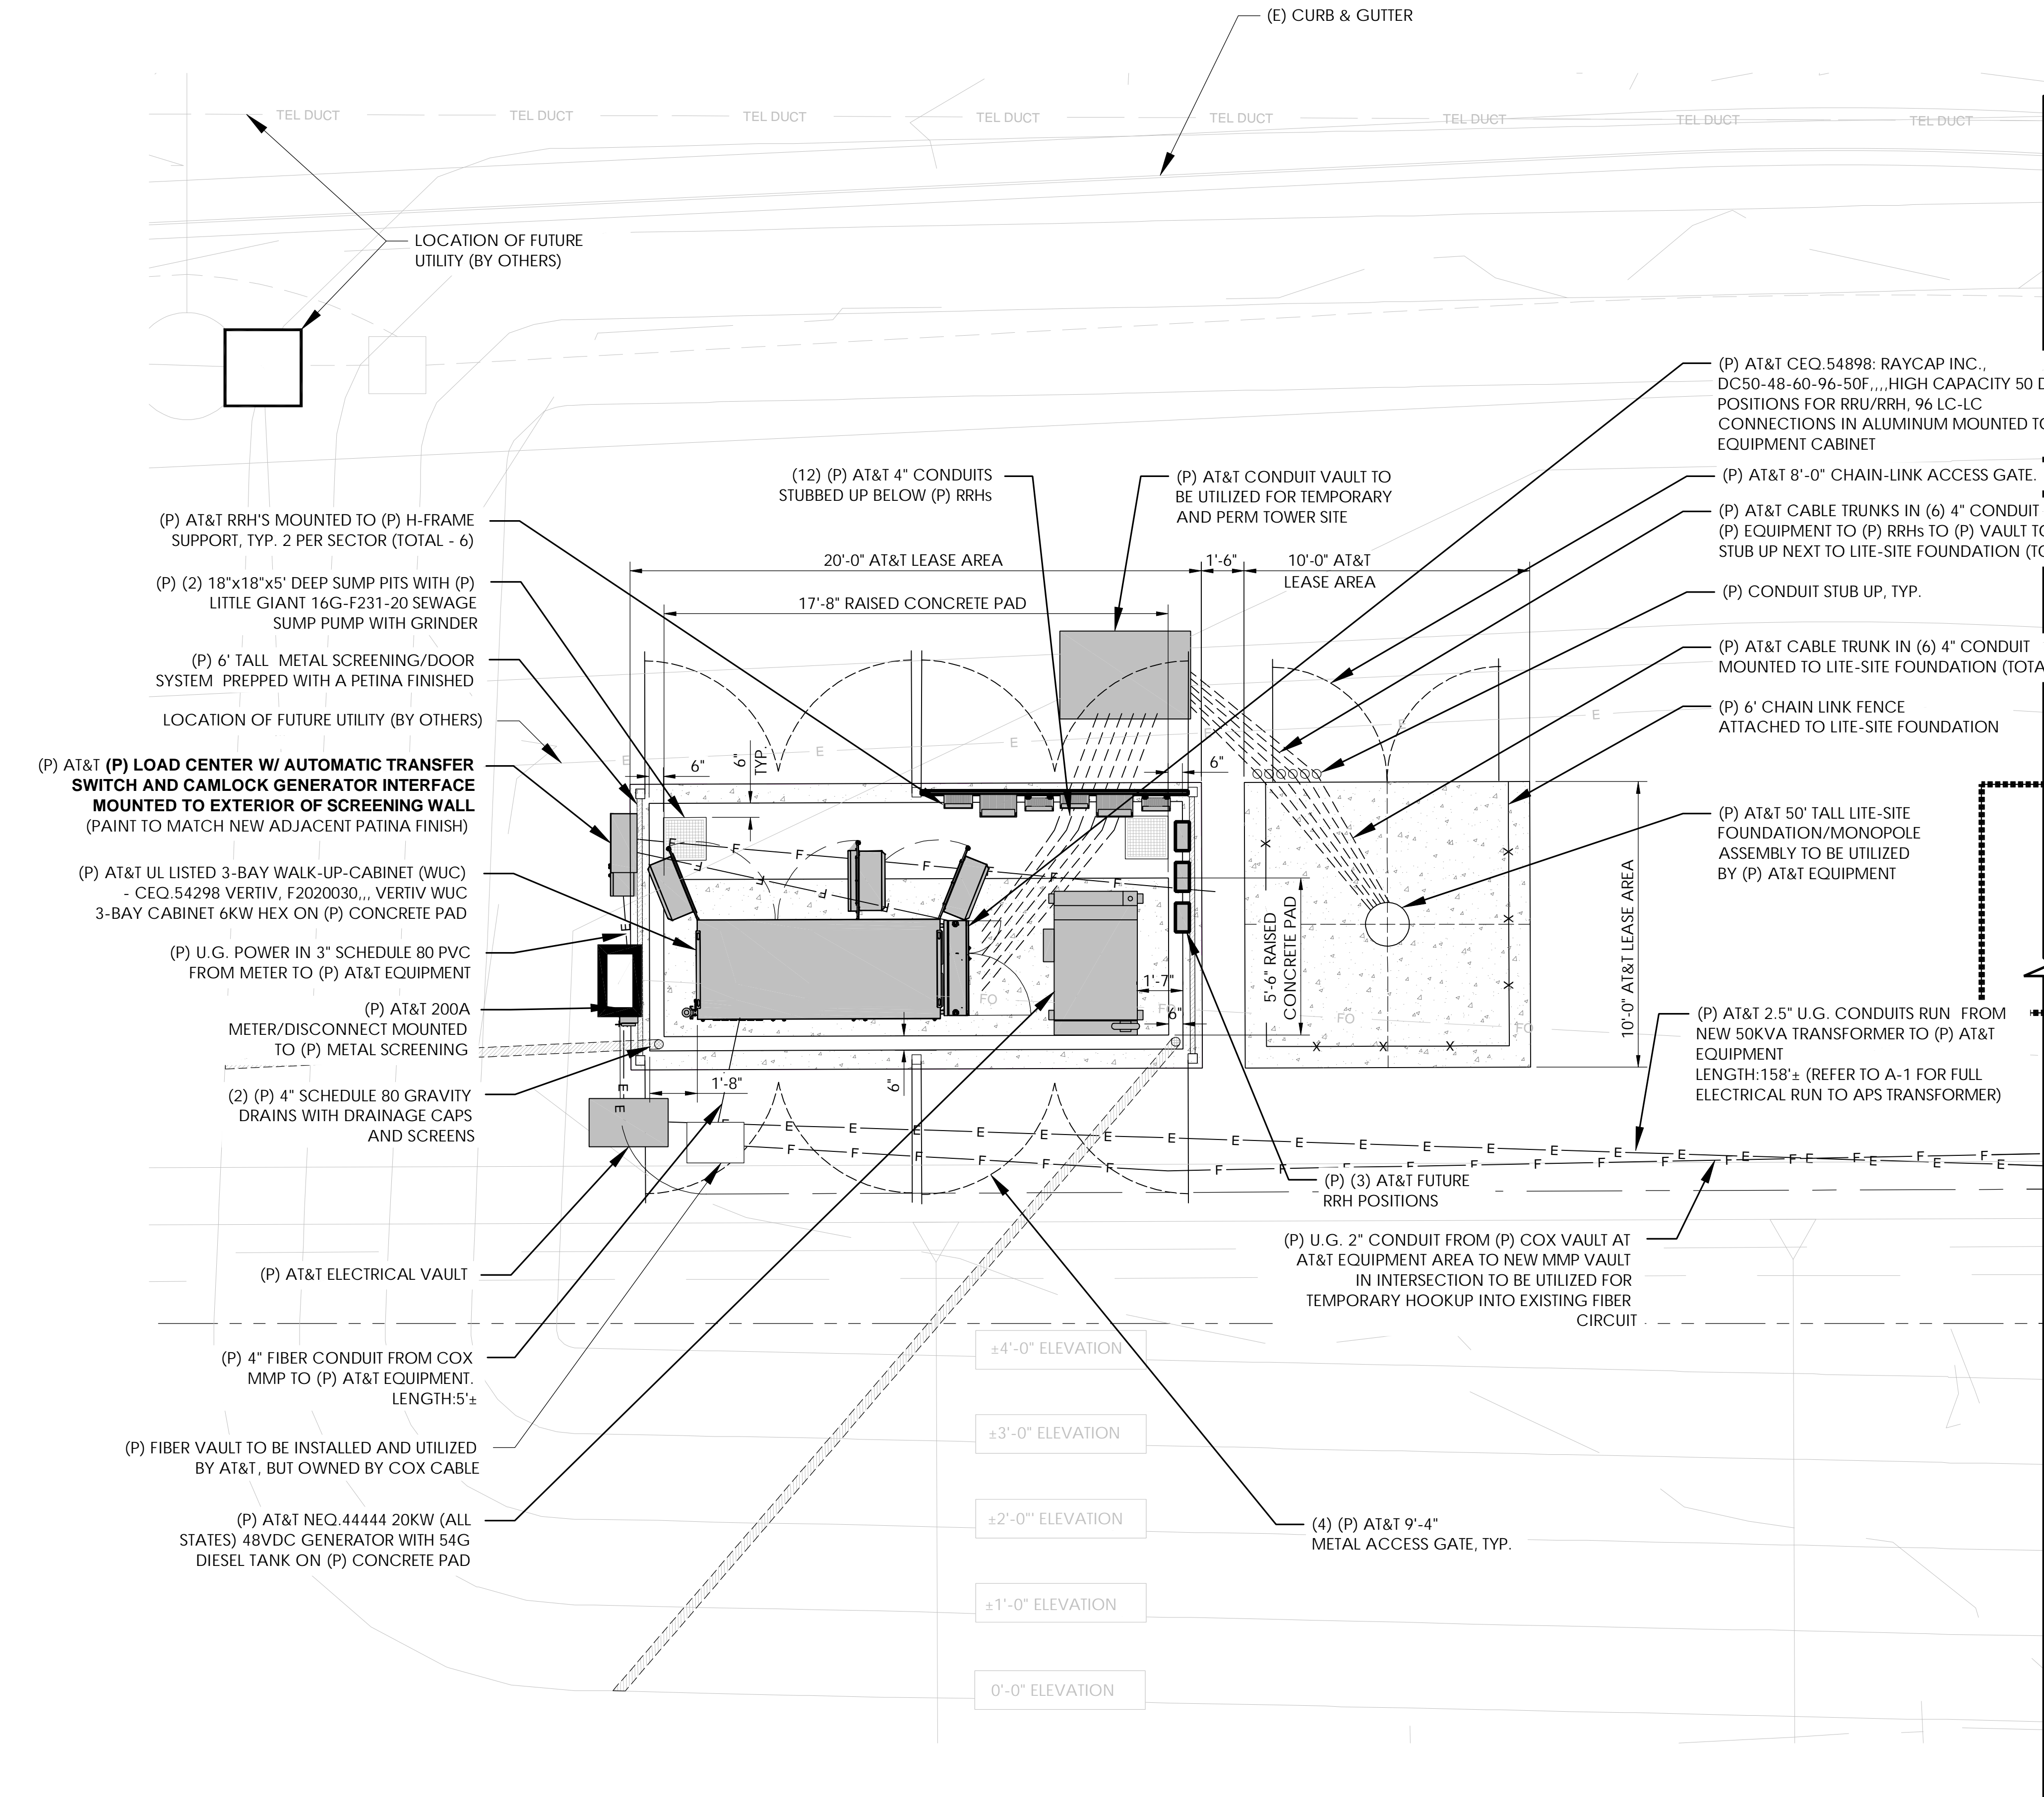 (E) CURB & GUTTER
TEL DUCT
TEL DUCT
TEL DUCT
TEL DUCT
TEL DUCT
TEL DUCT
TEL DUCT
TEL DUCT
LOCATION OF FUTURE
UTILITY (BY OTHERS)
(P) AT&T CEQ.54898: RAYCAP INC.,
DC50-48-60-96-50F,,,,HIGH CAPACITY 50 D
POSITIONS FOR RRU/RRH, 96 LC-LC
CONNECTIONS IN ALUMINUM MOUNTED TO
EQUIPMENT CABINET
(12) (P) AT&T 4" CONDUITS
STUBBED UP BELOW (P) RRHs
(P) AT&T CONDUIT VAULT TO
BE UTILIZED FOR TEMPORARY
AND PERM TOWER SITE
(P) AT&T 8'-0" CHAIN-LINK ACCESS GATE.
(P) AT&T CABLE TRUNKS IN (6) 4" CONDUIT
(P) EQUIPMENT TO (P) RRHs TO (P) VAULT TO
STUB UP NEXT TO LITE-SITE FOUNDATION (TO
(P) CONDUIT STUB UP, TYP.
(P) AT&T CABLE TRUNK IN (6) 4" CONDUIT
MOUNTED TO LITE-SITE FOUNDATION (TOTA
(P) 6' CHAIN LINK FENCE
ATTACHED TO LITE-SITE FOUNDATION
(P) AT&T 50' TALL LITE-SITE
FOUNDATION/MONOPOLE
ASSEMBLY TO BE UTILIZED
BY (P) AT&T EQUIPMENT
(P) AT&T RRH'S MOUNTED TO (P) H-FRAME
SUPPORT, TYP. 2 PER SECTOR (TOTAL - 6)
(P) (2) 18"x18"x5' DEEP SUMP PITS WITH (P)
LITTLE GIANT 16G-F231-20 SEWAGE
SUMP PUMP WITH GRINDER
(P) 6' TALL  METAL SCREENING/DOOR
SYSTEM  PREPPED WITH A PETINA FINISHED
LOCATION OF FUTURE UTILITY (BY OTHERS)
(P) AT&T (P) LOAD CENTER W/ AUTOMATIC TRANSFER
SWITCH AND CAMLOCK GENERATOR INTERFACE
MOUNTED TO EXTERIOR OF SCREENING WALL
(PAINT TO MATCH NEW ADJACENT PATINA FINISH)
(P) AT&T UL LISTED 3-BAY WALK-UP-CABINET (WUC)
- CEQ.54298 VERTIV, F2020030,,, VERTIV WUC
3-BAY CABINET 6KW HEX ON (P) CONCRETE PAD
(P) U.G. POWER IN 3" SCHEDULE 80 PVC
FROM METER TO (P) AT&T EQUIPMENT
(P) AT&T 200A
METER/DISCONNECT MOUNTED
TO (P) METAL SCREENING
(2) (P) 4" SCHEDULE 80 GRAVITY
DRAINS WITH DRAINAGE CAPS
AND SCREENS
20'-0" AT&T LEASE AREA
1'-6"
10'-0" AT&T
LEASE AREA
17'-8" RAISED CONCRETE PAD
6"
6"
TYP.
6"
E
E
E
E
E
E
F
F
F
F
F
F
F
F
E
E
E
X
X
X
X
X
X
X
FO
FO
FO
FO
5'-6" RAISED
CONCRETE PAD
1'-7"
6"
1'-8"
6"
10'-0" AT&T LEASE AREA
(P) AT&T 2.5" U.G. CONDUITS RUN  FROM
NEW 50KVA TRANSFORMER TO (P) AT&T
EQUIPMENT
LENGTH:158'± (REFER TO A-1 FOR FULL
ELECTRICAL RUN TO APS TRANSFORMER)
E E E E E E E E E E E E E E E E E E
F F F F F F F F F F F F F F F F F F F
(P) (3) AT&T FUTURE
RRH POSITIONS
(P) U.G. 2" CONDUIT FROM (P) COX VAULT AT
AT&T EQUIPMENT AREA TO NEW MMP VAULT
IN INTERSECTION TO BE UTILIZED FOR
TEMPORARY HOOKUP INTO EXISTING FIBER
CIRCUIT
(P) AT&T ELECTRICAL VAULT
(P) 4" FIBER CONDUIT FROM COX
MMP TO (P) AT&T EQUIPMENT.
LENGTH:5'±
(P) FIBER VAULT TO BE INSTALLED AND UTILIZED
BY AT&T, BUT OWNED BY COX CABLE
(P) AT&T NEQ.44444 20KW (ALL
STATES) 48VDC GENERATOR WITH 54G
DIESEL TANK ON (P) CONCRETE PAD
±4'-0" ELEVATION
±3'-0" ELEVATION
±2'-0"' ELEVATION
±1'-0" ELEVATION
0'-0" ELEVATION
(4) (P) AT&T 9'-4"
METAL ACCESS GATE, TYP.